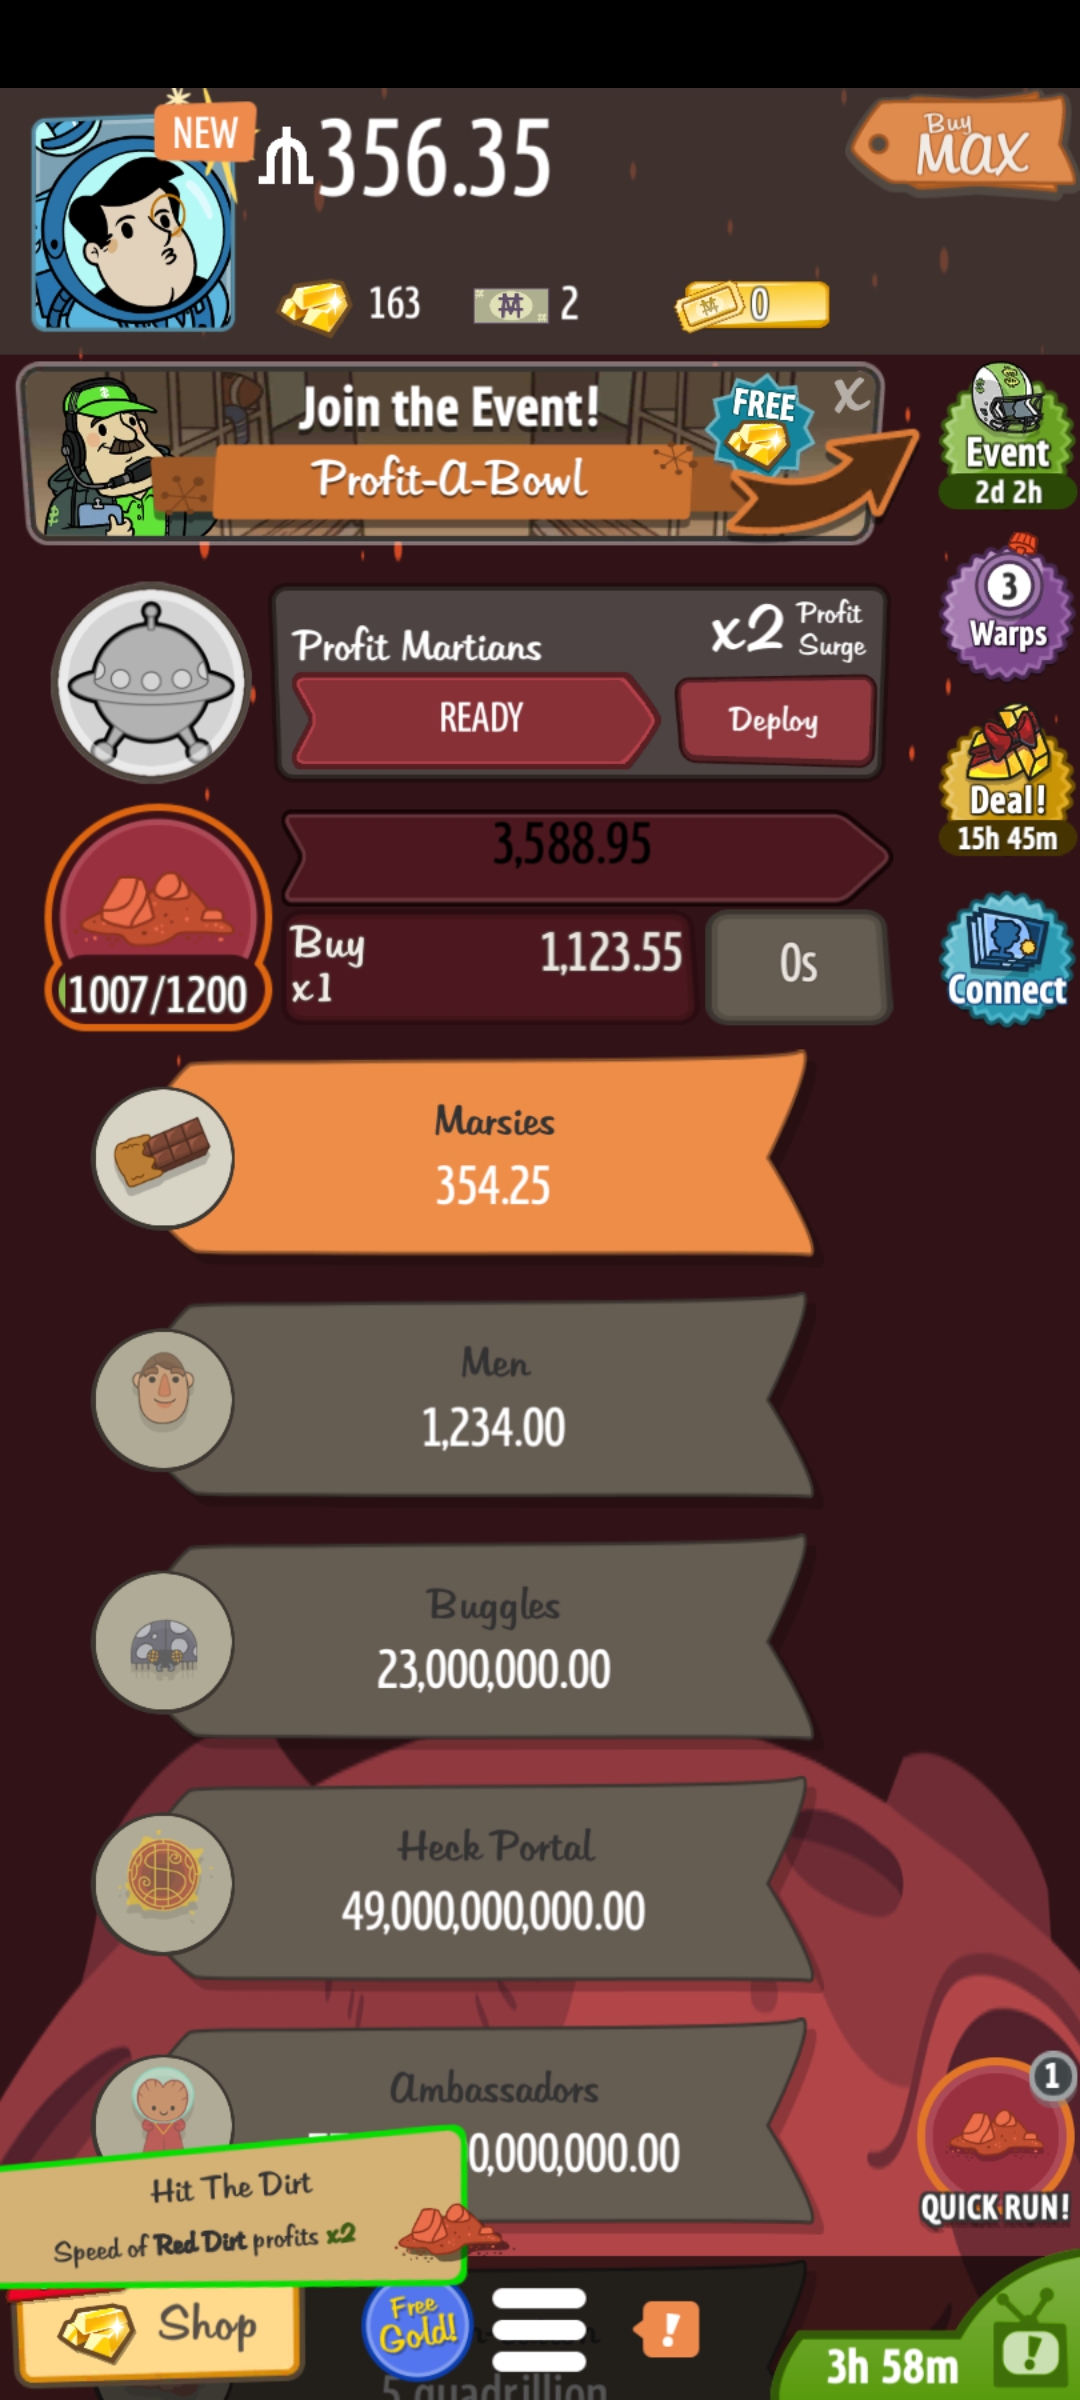 NEW
356.35
Buy
MAX
163
2
0
Join the Event!
FREE
X
Profit-A-Bowl
Event
2d 2h
3
Warps
Profit Martians
x2 Profit Surge
READY
Deploy
Deal!
15h 45m
3,588.95
Buy
x1
1,123.55
0s
1007/1200
Connect
Marsies
354.25
Men
1,234.00
Buggles
23,000,000.00
Heck Portal
49,000,000,000.00
Ambassadors
0,000,000.00
1
QUICK RUN!
Hit The Dirt
Speed of Red Dirt profits x2
Shop
Free
Gold!
!
5 quadrillion
3h 58m
!